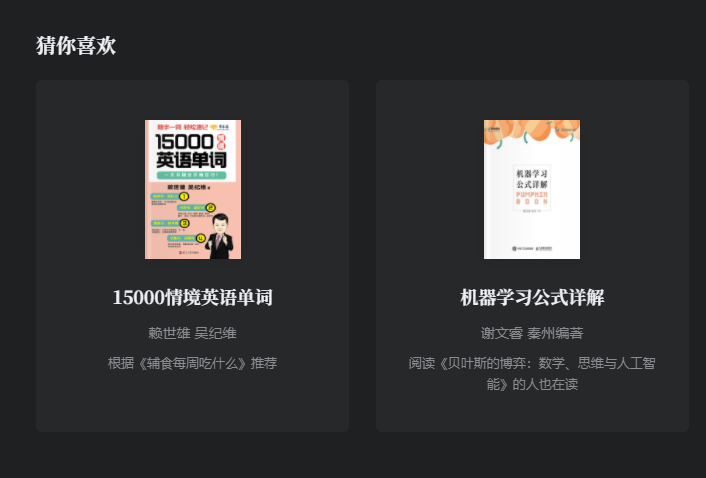 猜你喜欢
15000
情境
英语单词
赖世雄 吴纪维
机器学习
公式详解
PUMPKIN
BOOK
15000情境英语单词
赖世雄 吴纪维
根据《辅食每周吃什么》推荐
机器学习公式详解
谢文睿 秦州编著
阅读《贝叶斯的博弈：数学、思维与人工智
能》的人也在读